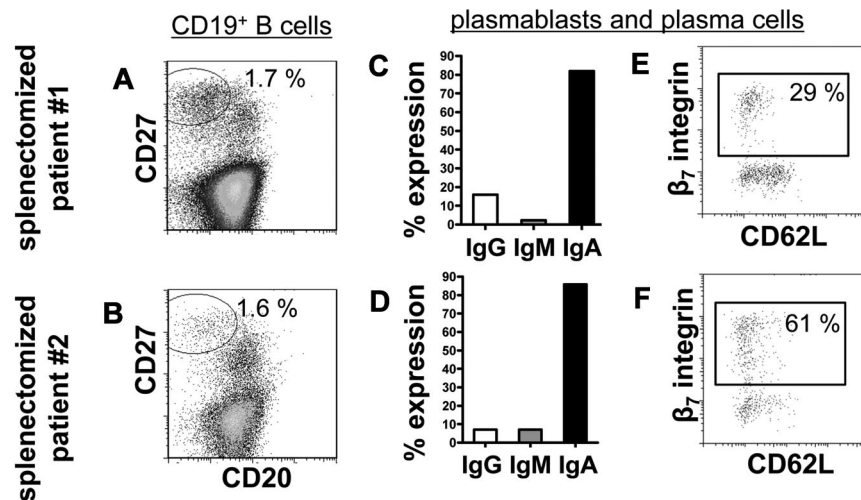 CD19⁺ B cells
plasmablasts and plasma cells
splenectomized
patient #1
A
1.7 %
CD27
C
% expression
90
80
70
60
50
40
30
20
10
0
IgG IgM IgA
E
29 %
β₇ integrin
CD62L
splenectomized
patient #2
B
1.6 %
CD27
CD20
D
% expression
90
80
70
60
50
40
30
20
10
0
IgG IgM IgA
F
61 %
β₇ integrin
CD62L